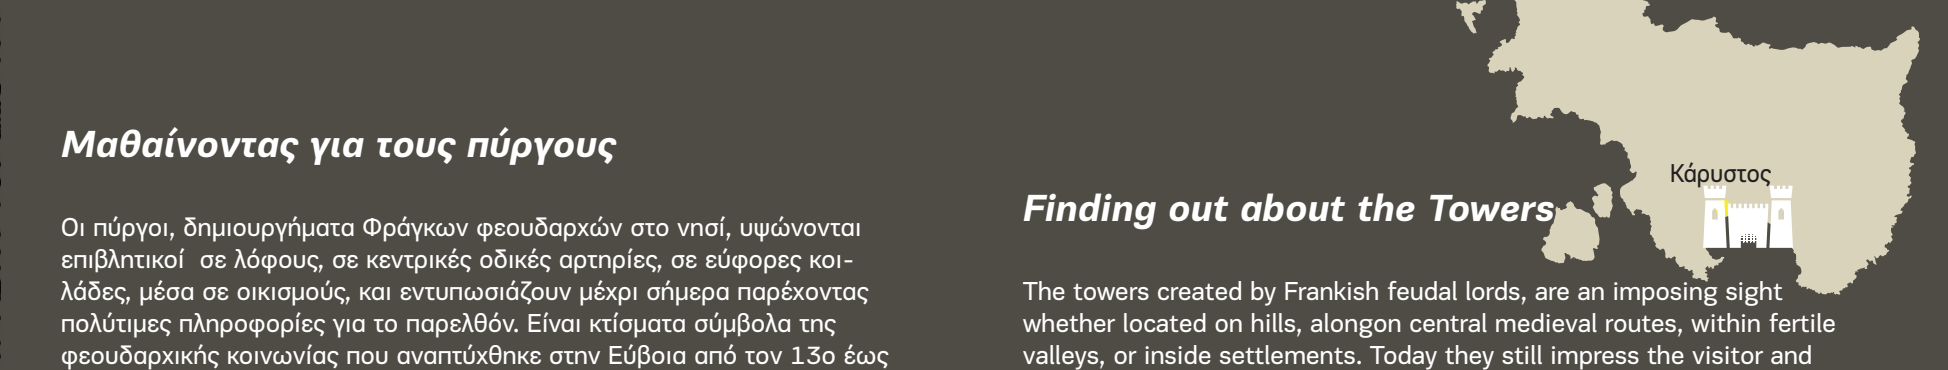 Μαθαίνοντας για τους πύργους
Οι πύργοι, δημιουργήματα Φράγκων φεουδαρχών στο νησί, υψώνονται
επιβλητικοί  σε λόφους, σε κεντρικές οδικές αρτηρίες, σε εύφορες κοι-
λάδες, μέσα σε οικισμούς, και εντυπωσιάζουν μέχρι σήμερα παρέχοντας
πολύτιμες πληροφορίες για το παρελθόν. Είναι κτίσματα σύμβολα της
φεουδαρχικής κοινωνίας που αναπτύχθηκε στην Εύβοια από τον 13ο έως
Κάρυστος
Finding out about the Towers
The towers created by Frankish feudal lords, are an imposing sight
whether located on hills, alongon central medieval routes, within fertile
valleys, or inside settlements. Today they still impress the visitor and